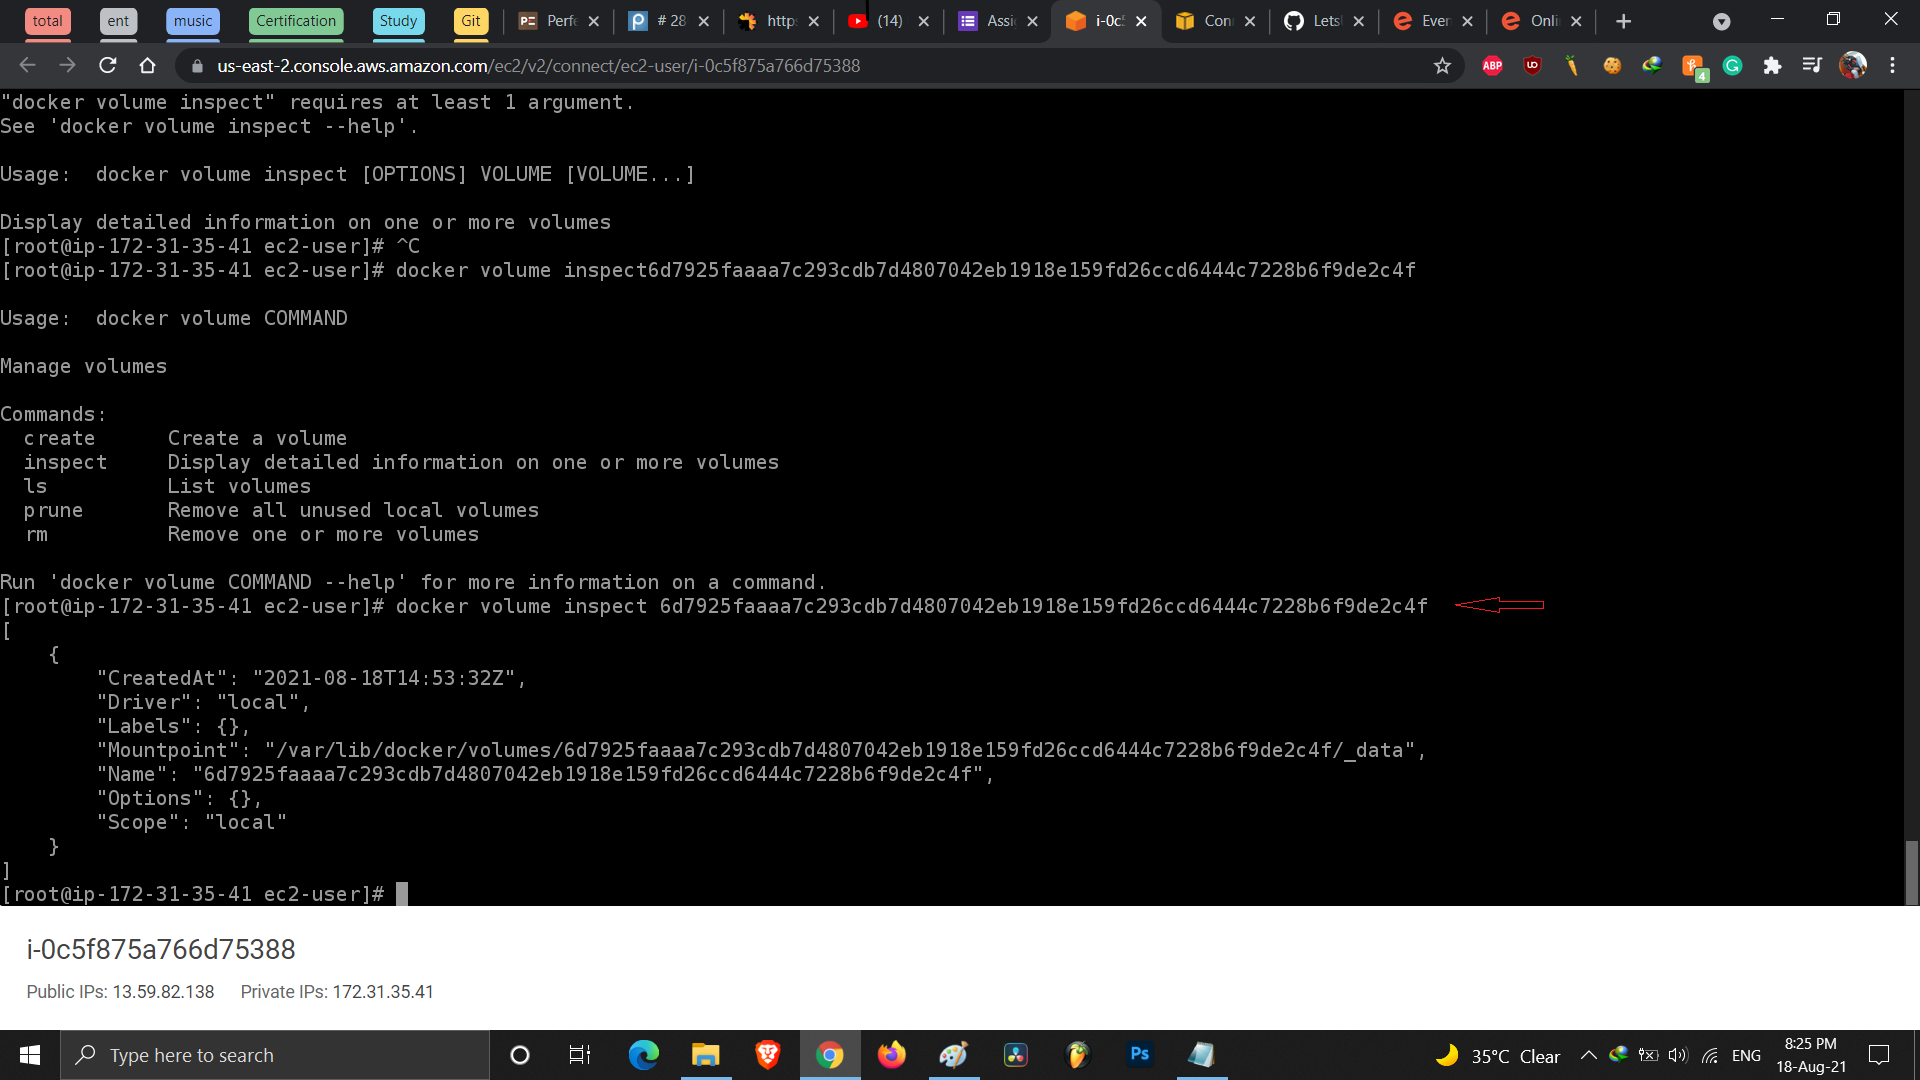 total
ent
music
Certification
Study
Git
Perfe
# 28
http
(14)
Assi
i-0c5
Con
Lets
Even
Onli
us-east-2.console.aws.amazon.com/ec2/v2/connect/ec2-user/i-0c5f875a766d75388
ABP
4
"docker volume inspect" requires at least 1 argument.
See 'docker volume inspect --help'.
Usage:  docker volume inspect [OPTIONS] VOLUME [VOLUME...]
Display detailed information on one or more volumes
[root@ip-172-31-35-41 ec2-user]# ^C
[root@ip-172-31-35-41 ec2-user]# docker volume inspect6d7925faaaa7c293cdb7d4807042eb1918e159fd26ccd6444c7228b6f9de2c4f
Usage:  docker volume COMMAND
Manage volumes
Commands:
  create      Create a volume
  inspect     Display detailed information on one or more volumes
  ls          List volumes
  prune       Remove all unused local volumes
  rm          Remove one or more volumes
Run 'docker volume COMMAND --help' for more information on a command.
[root@ip-172-31-35-41 ec2-user]# docker volume inspect 6d7925faaaa7c293cdb7d4807042eb1918e159fd26ccd6444c7228b6f9de2c4f
[
    {
        "CreatedAt": "2021-08-18T14:53:32Z",
        "Driver": "local",
        "Labels": {},
        "Mountpoint": "/var/lib/docker/volumes/6d7925faaaa7c293cdb7d4807042eb1918e159fd26ccd6444c7228b6f9de2c4f/_data",
        "Name": "6d7925faaaa7c293cdb7d4807042eb1918e159fd26ccd6444c7228b6f9de2c4f",
        "Options": {},
        "Scope": "local"
    }
]
[root@ip-172-31-35-41 ec2-user]#
i-0c5f875a766d75388
Public IPs: 13.59.82.138    Private IPs: 172.31.35.41
Type here to search
Ps
35°C Clear
ENG
8:25 PM
18-Aug-21